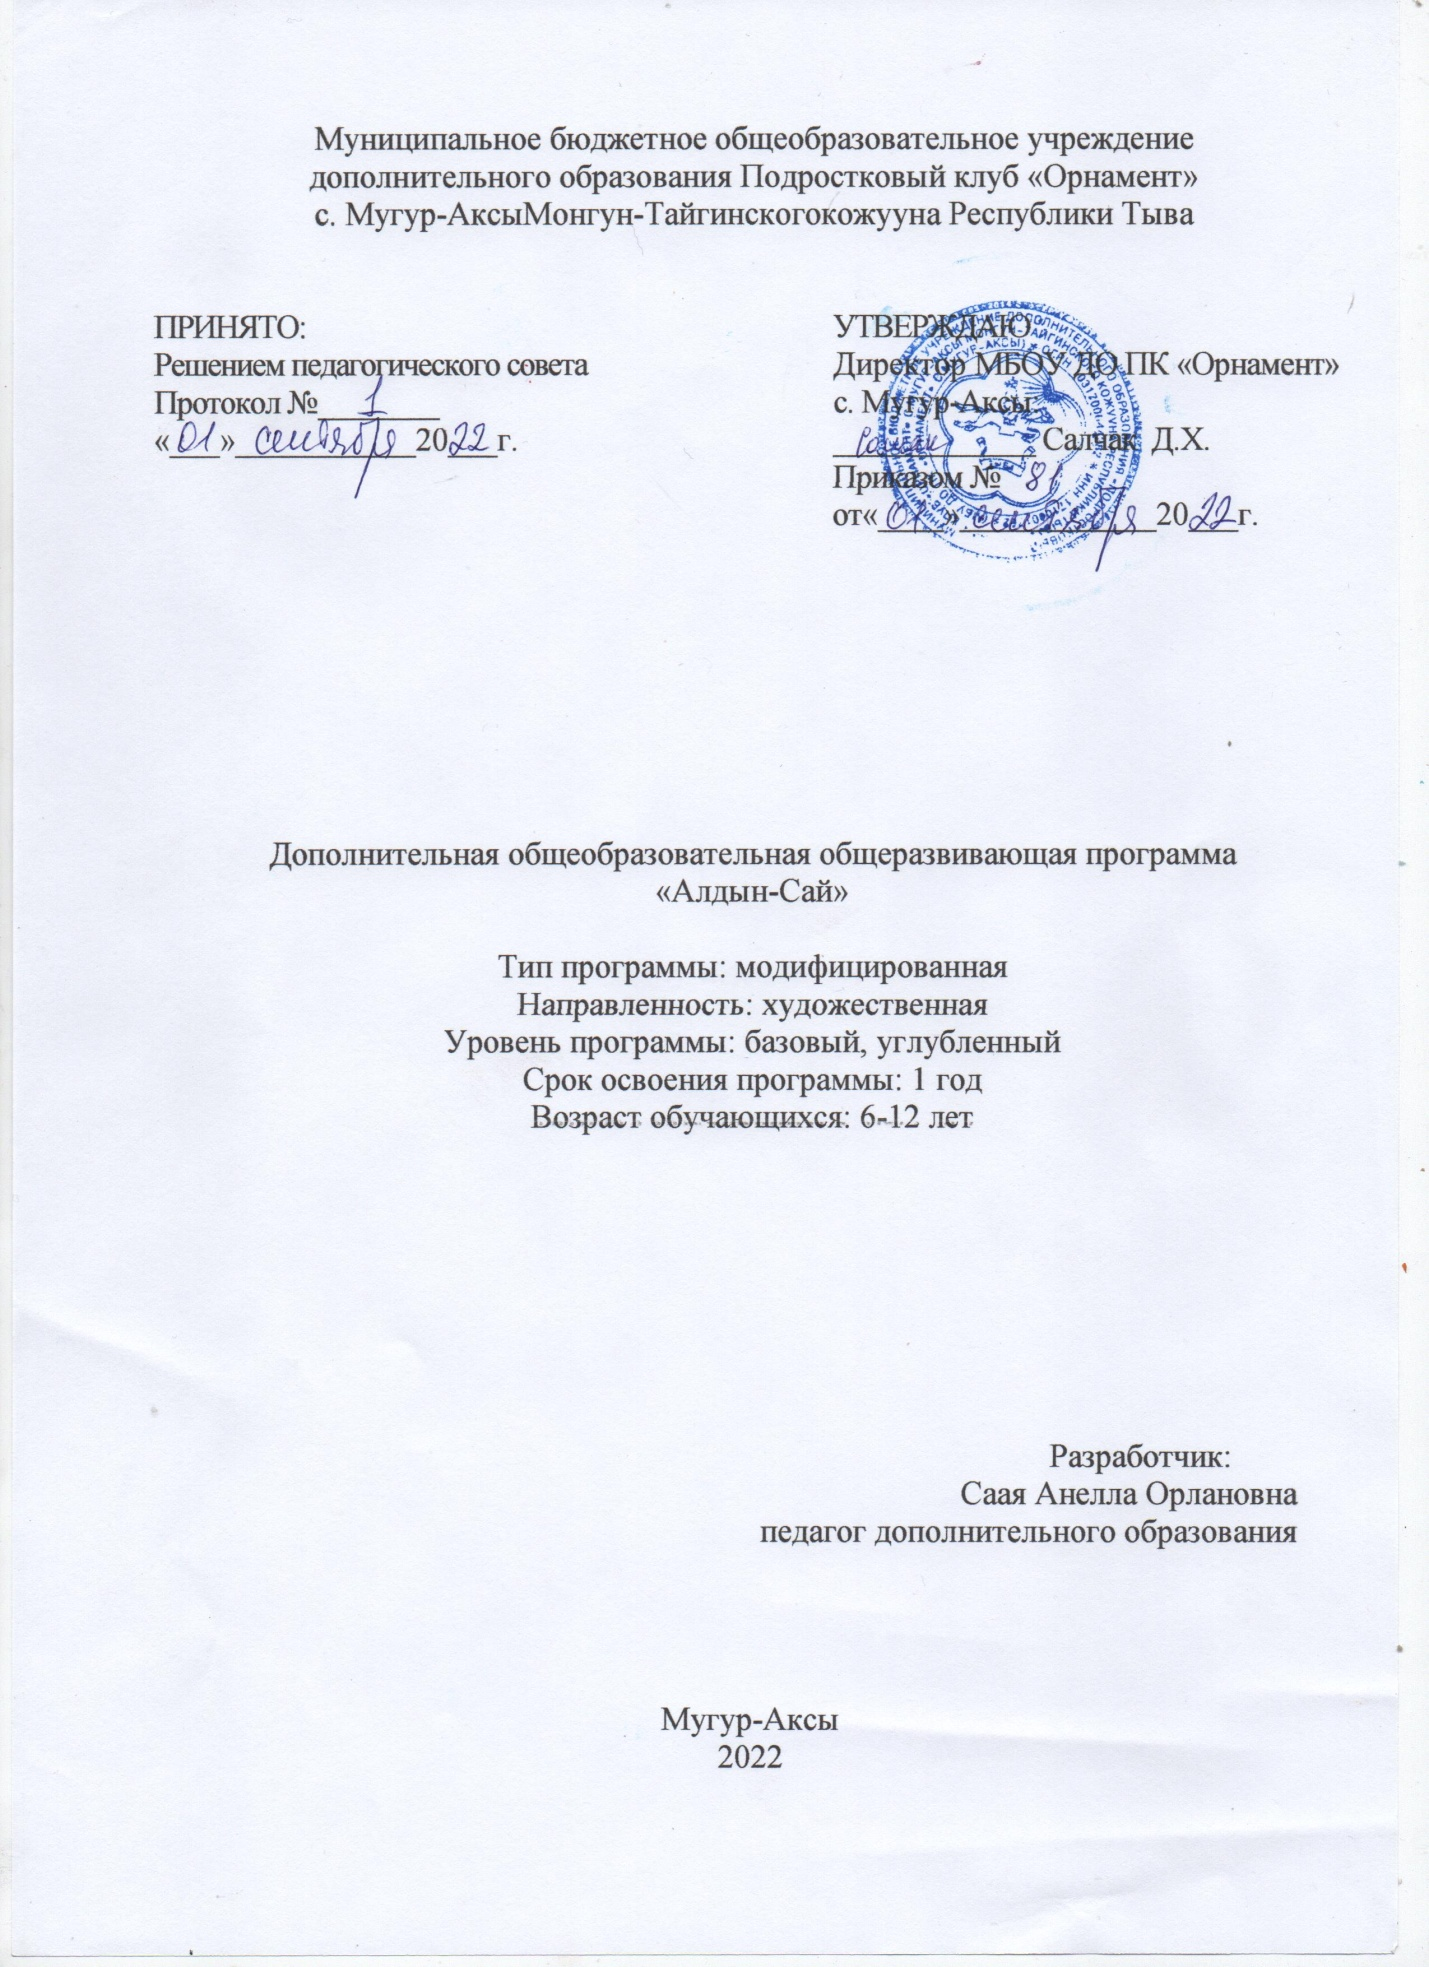 Муниципальное бюджетное общеобразовательное учреждение
дополнительного образования Подростковый клуб «Орнамент»
с. Мугур-АксыМонгун-Тайгинскогокожууна Республики Тыва
ПРИНЯТО:
Решением педагогического совета
Протокол № 1
«01» сентября 2022 г.
УТВЕРЖДАЮ
Директор МБОУ ДО ПК «Орнамент»
с. Мугур-Аксы
Салчак Д.Х.
Приказом № 81
от«01» сентября 2022г.
Дополнительная общеобразовательная общеразвивающая программа
«Алдын-Сай»
Тип программы: модифицированная
Направленность: художественная
Уровень программы: базовый, углубленный
Срок освоения программы: 1 год
Возраст обучающихся: 6-12 лет
Разработчик:
Саая Анелла Орлановна
педагог дополнительного образования
Мугур-Аксы
2022